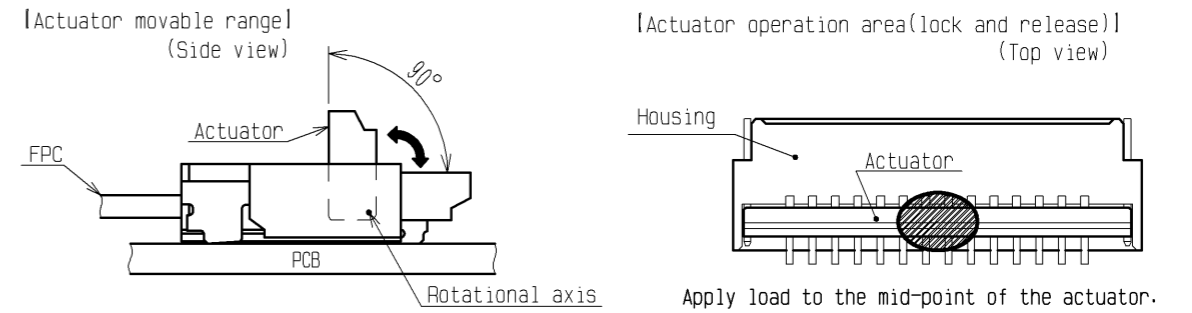 [Actuator movable range]
(Side view)
90°
Actuator
FPC
PCB
Rotational axis
[Actuator operation area(lock and release)]
(Top view)
Housing
Actuator
Apply load to the mid-point of the actuator.